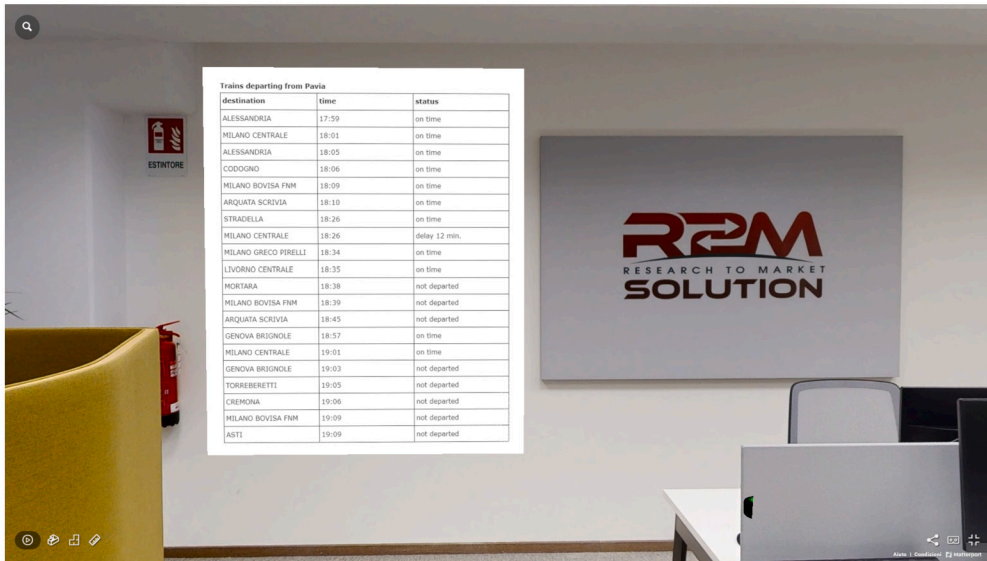 ESTINTORE
Trains departing from Pavia
destination time status
ALESSANDRIA 17:59 on time
MILANO CENTRALE 18:01 on time
ALESSANDRIA 18:05 on time
CODOGNO 18:06 on time
MILANO BOVISA FNM 18:09 on time
ARQUATA SCRIVIA 18:10 on time
STRADELLA 18:26 on time
MILANO CENTRALE 18:26 delay 12 min.
MILANO GRECO PIRELLI 18:34 on time
LIVORNO CENTRALE 18:35 on time
MORTARA 18:38 not departed
MILANO BOVISA FNM 18:39 not departed
ARQUATA SCRIVIA 18:45 not departed
GENOVA BRIGNOLE 18:57 on time
MILANO CENTRALE 19:01 on time
GENOVA BRIGNOLE 19:03 not departed
TORREBERETTI 19:05 not departed
CREMONA 19:06 not departed
MILANO BOVISA FNM 19:09 not departed
ASTI 19:09 not departed
R2M
RESEARCH TO MARKET
SOLUTION
Aiuto | Condizioni Matterport